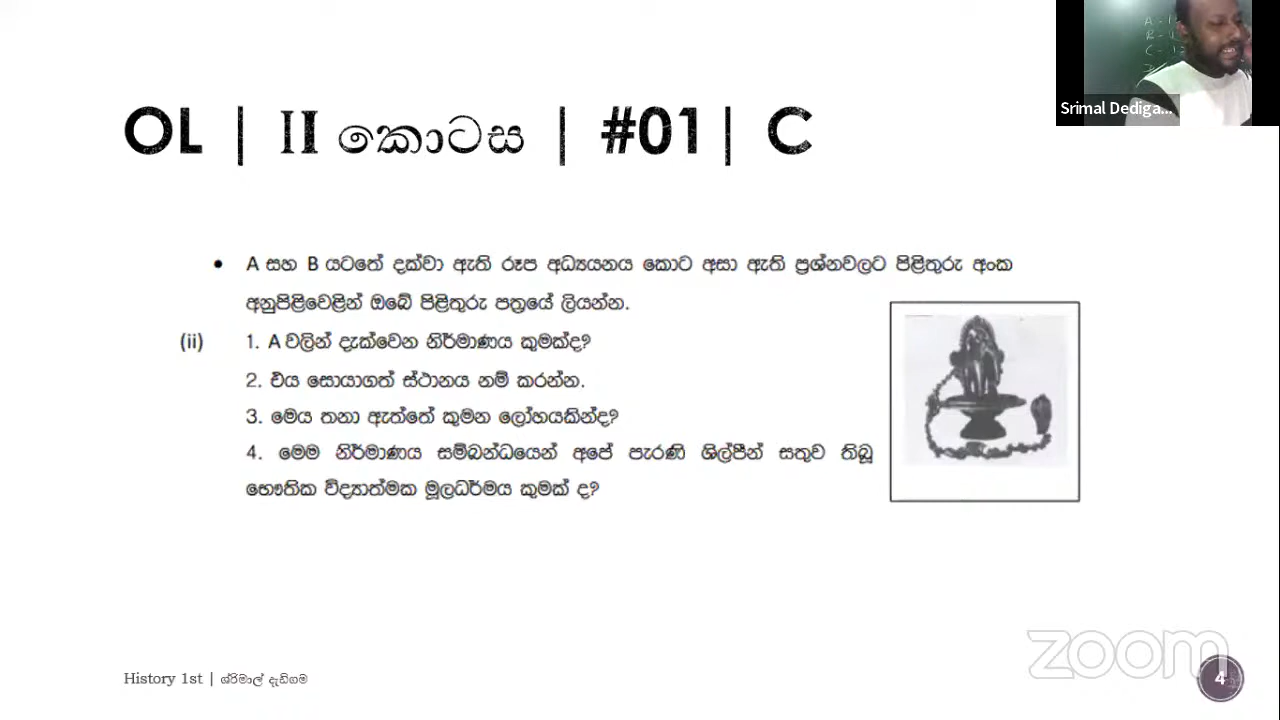 Srimal Dediga...
OL | II කොටස | #01| C
• A සහ B යටතේ දක්වා ඇති රූප අධ්‍යයනය කොට අසා ඇති ප්‍රශ්නවලට පිළිතුරු අංක
අනුපිළිවෙළින් ඔබේ පිළිතුරු පත්‍රයේ ලියන්න.
(ii) 1. A වලින් දැක්වෙන නිර්මාණය කුමක්ද?
2. එය සොයාගත් ස්ථානය නම් කරන්න.
3. මෙය තනා ඇත්තේ කුමන ලෝහයකින්ද?
4. මෙම නිර්මාණය සම්බන්ධයෙන් අපේ පැරණි ශිල්පීන් සතුව තිබූ
භෞතික විද්‍යාත්මක මූලධර්මය කුමක් ද?
History 1st | ශ්රිමාල් දැඩිගම
zoom
4